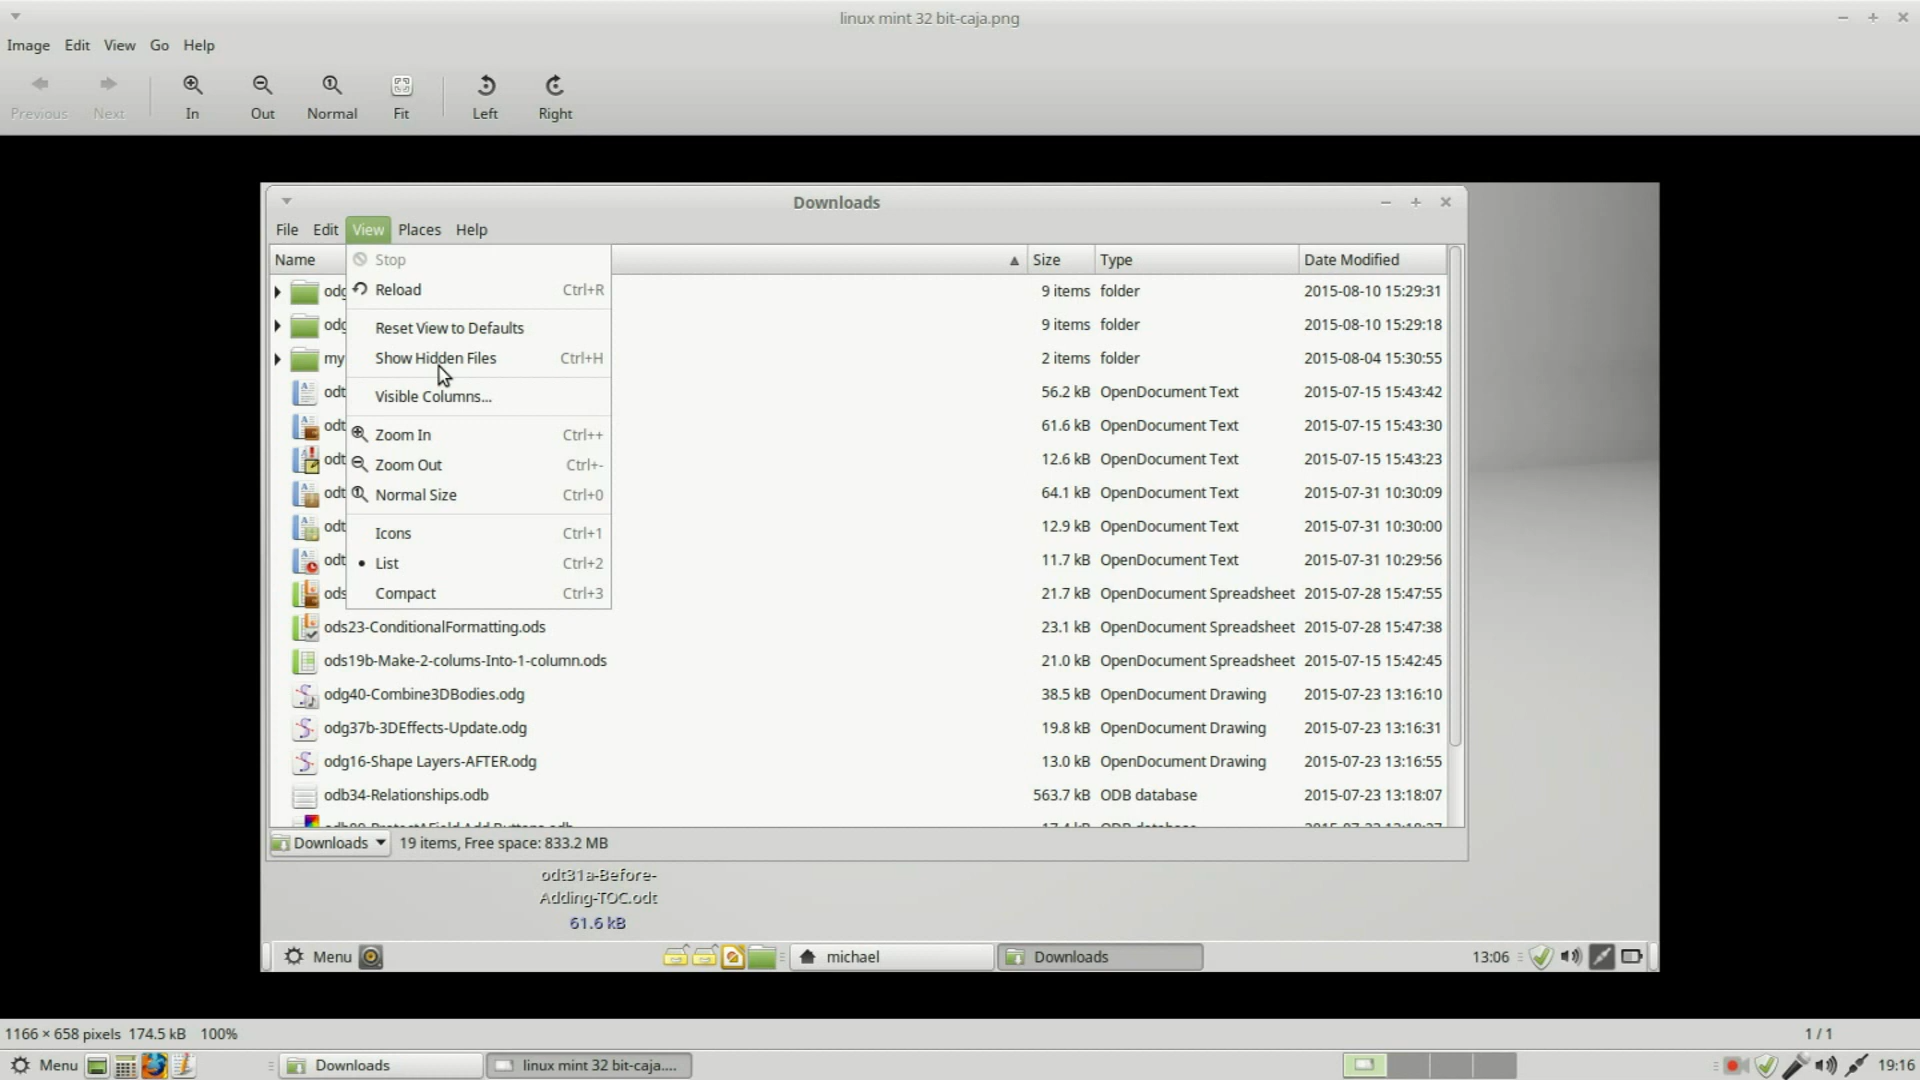 linux mint 32 bit-caja.png
Image Edit View Go Help
Previous Next In Out Normal Fit Left Right
Downloads
File Edit View Places Help
Name Size Type Date Modified
Stop
Reload Ctrl+R
Reset View to Defaults
Show Hidden Files Ctrl+H
Visible Columns...
Zoom In Ctrl++
Zoom Out Ctrl+-
Normal Size Ctrl+0
Icons Ctrl+1
• List Ctrl+2
Compact Ctrl+3
odg 9 items folder 2015-08-10 15:29:31
odg 9 items folder 2015-08-10 15:29:18
my 2 items folder 2015-08-04 15:30:55
odt 56.2 kB OpenDocument Text 2015-07-15 15:43:42
odt 61.6 kB OpenDocument Text 2015-07-15 15:43:30
odt 12.6 kB OpenDocument Text 2015-07-15 15:43:23
odt 64.1 kB OpenDocument Text 2015-07-31 10:30:09
odt 12.9 kB OpenDocument Text 2015-07-31 10:30:00
odt 11.7 kB OpenDocument Text 2015-07-31 10:29:56
ods 21.7 kB OpenDocument Spreadsheet 2015-07-28 15:47:55
ods23-ConditionalFormatting.ods 23.1 kB OpenDocument Spreadsheet 2015-07-28 15:47:38
ods19b-Make-2-colums-Into-1-column.ods 21.0 kB OpenDocument Spreadsheet 2015-07-15 15:42:45
odg40-Combine3DBodies.odg 38.5 kB OpenDocument Drawing 2015-07-23 13:16:10
odg37b-3DEffects-Update.odg 19.8 kB OpenDocument Drawing 2015-07-23 13:16:31
odg16-Shape Layers-AFTER.odg 13.0 kB OpenDocument Drawing 2015-07-23 13:16:55
odb34-Relationships.odb 563.7 kB ODB database 2015-07-23 13:18:07
Downloads 19 items, Free space: 833.2 MB
odt31a-Before-
Adding-TOC.odt
61.6 kB
Menu michael Downloads 13:06
1166 × 658 pixels 174.5 kB 100% 1 / 1
Menu Downloads linux mint 32 bit-caja.... 19:16